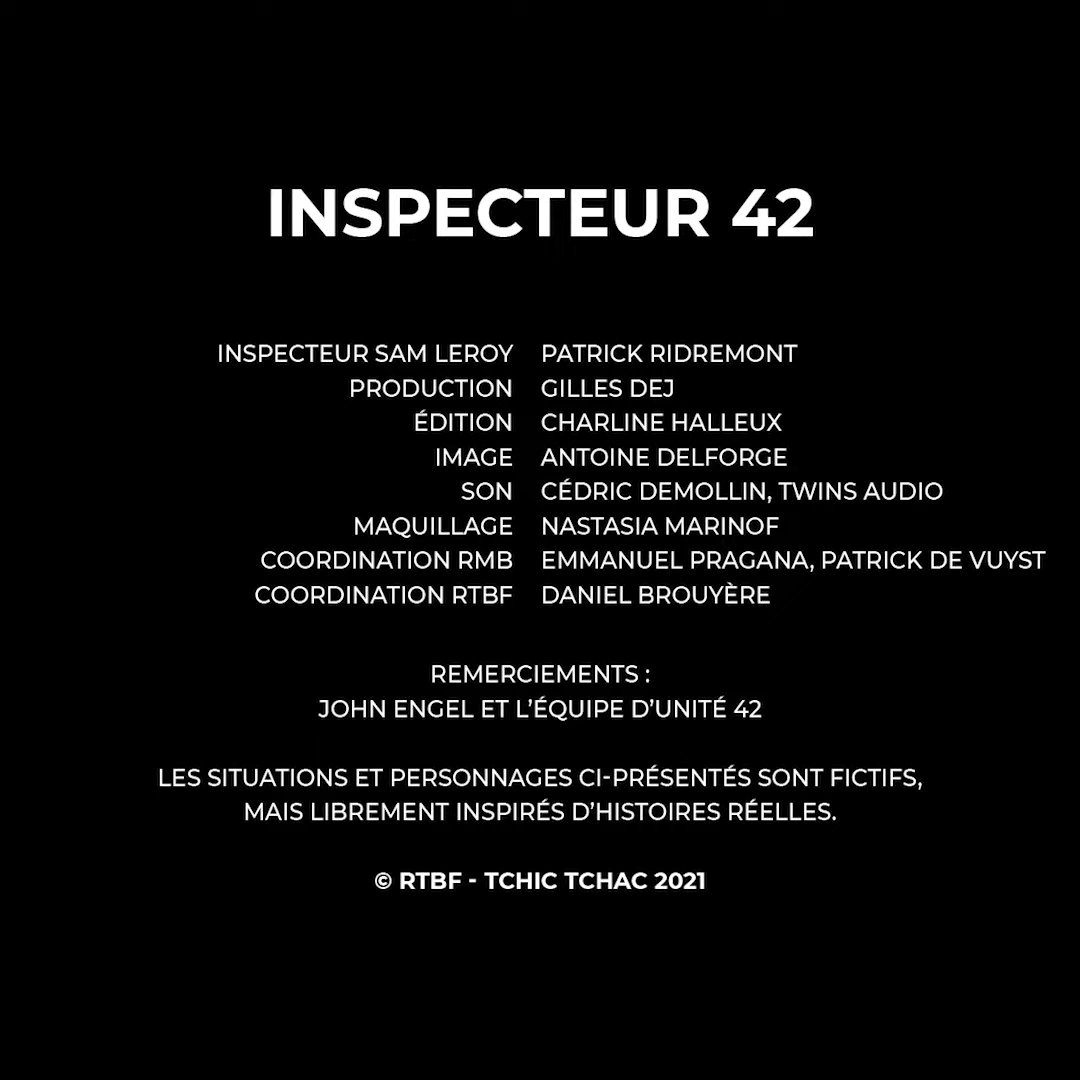 INSPECTEUR 42
INSPECTEUR SAM LEROY PATRICK RIDREMONT
PRODUCTION GILLES DEJ
ÉDITION CHARLINE HALLEUX
IMAGE ANTOINE DELFORGE
SON CÉDRIC DEMOLLIN, TWINS AUDIO
MAQUILLAGE NASTASIA MARINOF
COORDINATION RMB EMMANUEL PRAGANA, PATRICK DE VUYST
COORDINATION RTBF DANIEL BROUYÈRE
REMERCIEMENTS :
JOHN ENGEL ET L’ÉQUIPE D’UNITÉ 42
LES SITUATIONS ET PERSONNAGES CI-PRÉSENTÉS SONT FICTIFS,
MAIS LIBREMENT INSPIRÉS D’HISTOIRES RÉELLES.
© RTBF - TCHIC TCHAC 2021